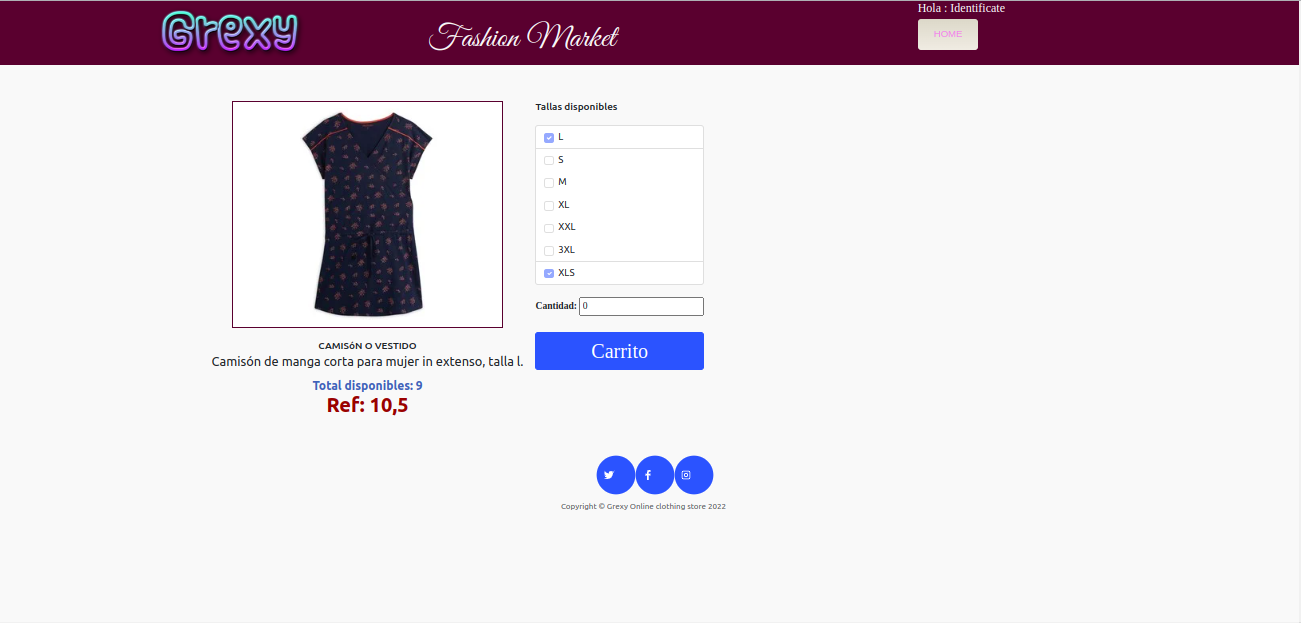 Grexy
Fashion Market
Hola : Identificate
HOME
Tallas disponibles
L
S
M
XL
XXL
3XL
XLS
Cantidad: 0
Carrito
CAMISóN O VESTIDO
Camisón de manga corta para mujer in extenso, talla l.
Total disponibles: 9
Ref: 10,5
Copyright © Grexy Online clothing store 2022